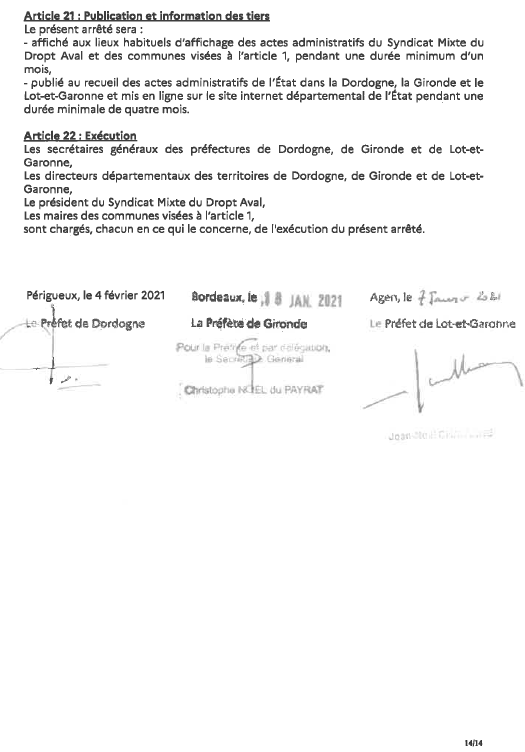 Article 21 : Publication et information des tiers
Le présent arrêté sera :
- affiché aux lieux habituels d'affichage des actes administratifs du Syndicat Mixte du
Dropt Aval et des communes visées à l'article 1, pendant une durée minimum d'un
mois,
- publié au recueil des actes administratifs de l'État dans la Dordogne, la Gironde et le
Lot-et-Garonne et mis en ligne sur le site internet départemental de l'État pendant une
durée minimale de quatre mois.
Article 22 : Exécution
Les secrétaires généraux des préfectures de Dordogne, de Gironde et de Lot-et-
Garonne,
Les directeurs départementaux des territoires de Dordogne, de Gironde et de Lot-et-
Garonne,
Le président du Syndicat Mixte du Dropt Aval,
Les maires des communes visées à l'article 1,
sont chargés, chacun en ce qui le concerne, de l'exécution du présent arrêté.
Périgueux, le 4 février 2021 Bordeaux, le JAN. 2021 Agen, le
Le Préfet de Dordogne La Préfète de Gironde Le Préfet de Lot-et-Garonne
Pour la Préfète et par délégation,
le Secrétaire Général
Christophe NOEL du PAYRAT
14/14